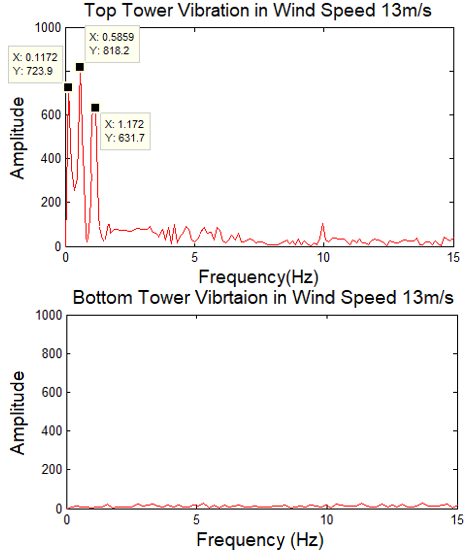 Top Tower Vibration in Wind Speed 13m/s
1000
X: 0.5859
Y: 818.2
X: 0.1172
Y: 723.9
800
X: 1.172
Y: 631.7
600
Amplitude
400
200
0
0 5 10 15
Frequency(Hz)
Bottom Tower Vibrtaion in Wind Speed 13m/s
1000
800
600
Amplitude
400
200
0
0 5 10 15
Frequency (Hz)